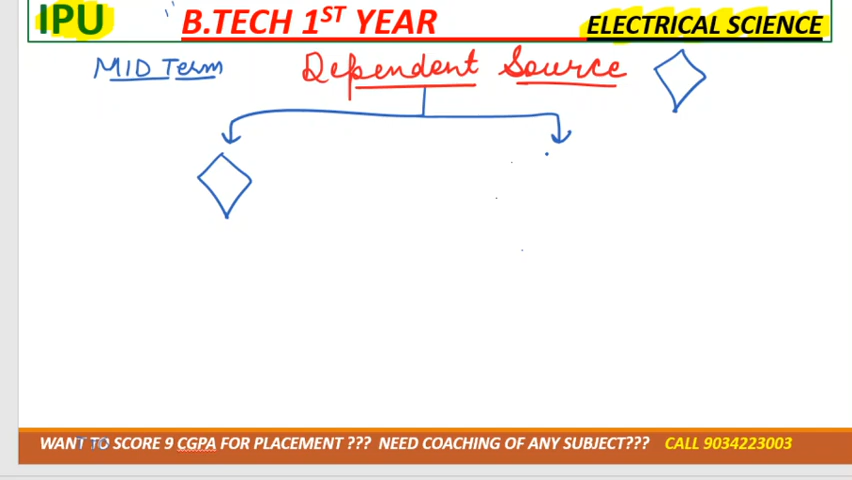 IPU B.TECH 1ST YEAR ELECTRICAL SCIENCE
MID Term Dependent Source
WANT TO SCORE 9 CGPA FOR PLACEMENT ??? NEED COACHING OF ANY SUBJECT??? CALL 9034223003